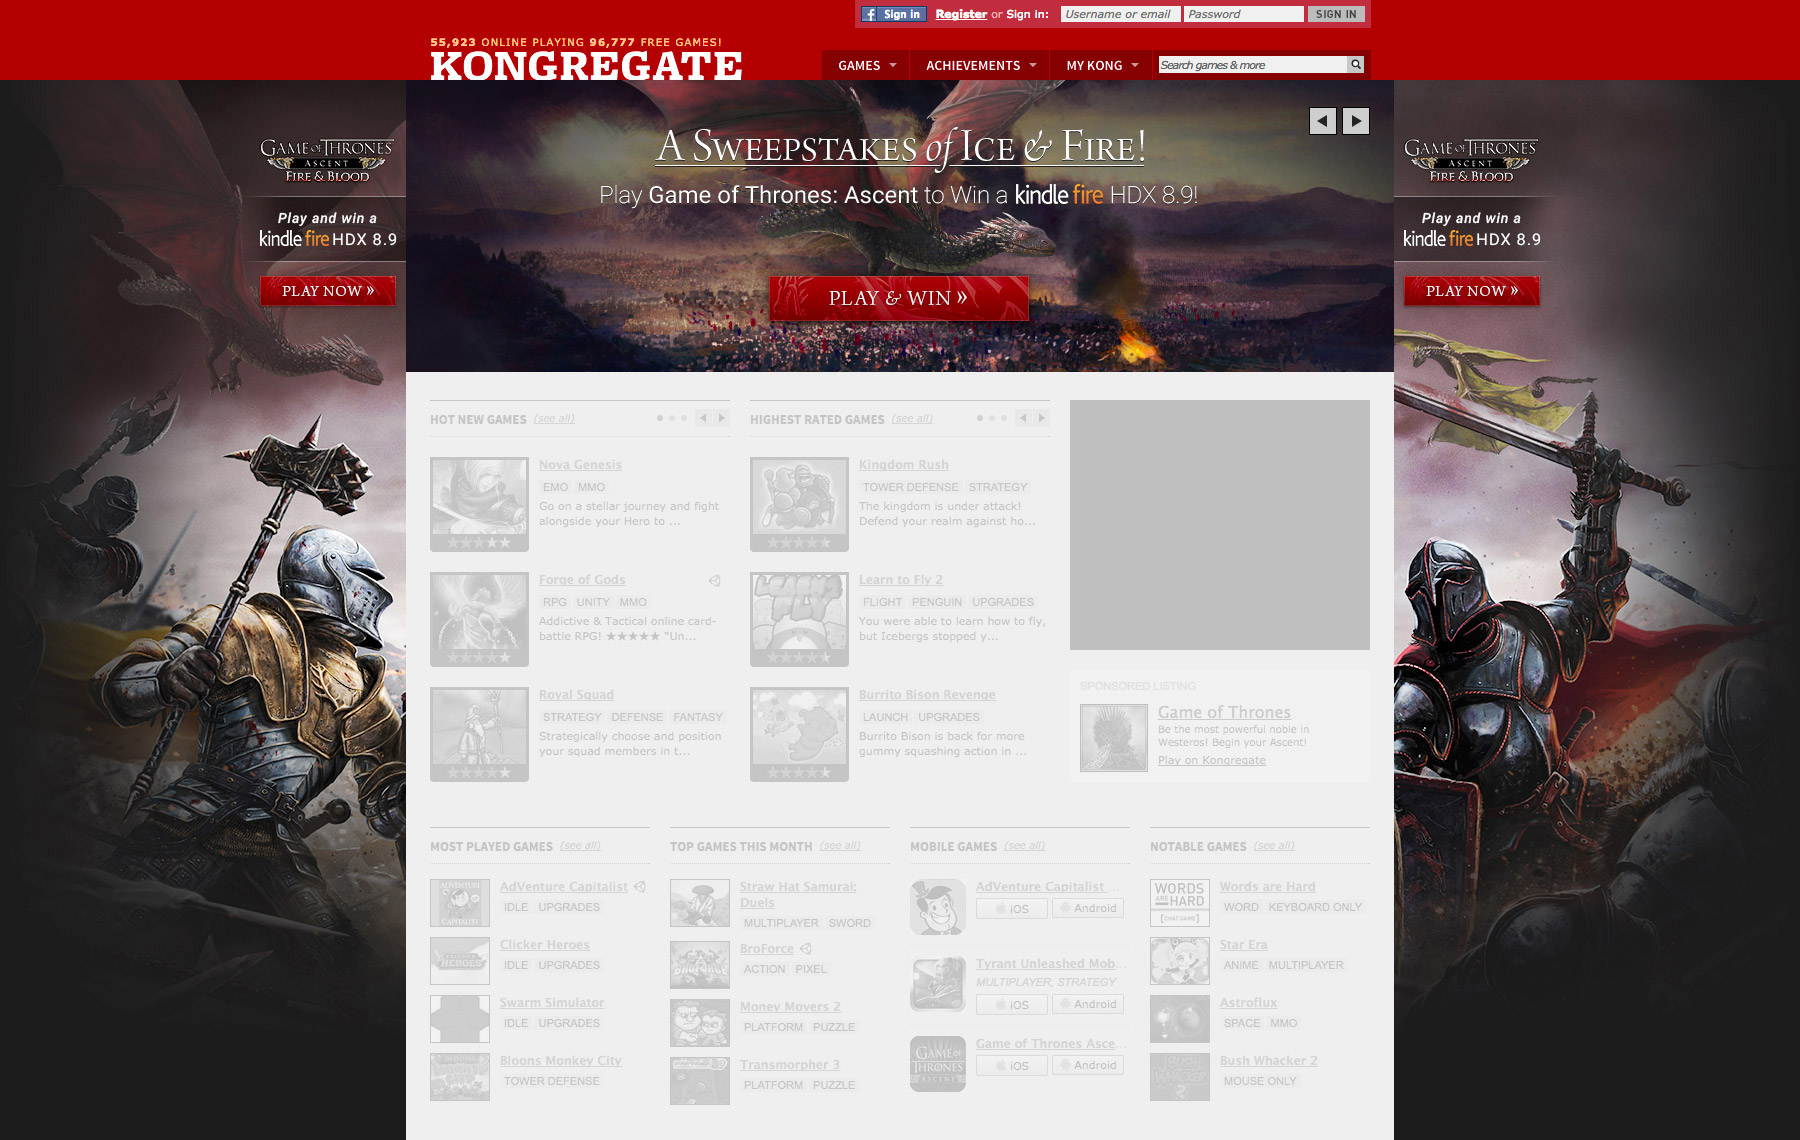 Sign in Register or Sign in: Username or email Password SIGN IN
55,923 ONLINE PLAYING 96,777 FREE GAMES!
KONGREGATE
GAMES ACHIEVEMENTS MY KONG Search games & more
GAME OF THRONES
ASCENT
FIRE & BLOOD
Play and win a
kindle fire HDX 8.9
PLAY NOW »
A SWEEPSTAKES of ICE & FIRE!
Play Game of Thrones: Ascent to Win a kindle fire HDX 8.9!
PLAY & WIN »
GAME OF THRONES
ASCENT
FIRE & BLOOD
Play and win a
kindle fire HDX 8.9
PLAY NOW »
HOT NEW GAMES (see all)
Nova Genesis
EMO MMO
Go on a stellar journey and fight
alongside your Hero to ...
Forge of Gods
RPG UNITY MMO
Addictive & Tactical online card-
battle RPG! ★★★★★ "Un...
Royal Squad
STRATEGY DEFENSE FANTASY
Strategically choose and position
your squad members in t...
HIGHEST RATED GAMES (see all)
Kingdom Rush
TOWER DEFENSE STRATEGY
The kingdom is under attack!
Defend your realm against ho...
Learn to Fly 2
FLIGHT PENGUIN UPGRADES
You were able to learn how to fly,
but Icebergs stopped y...
Burrito Bison Revenge
LAUNCH UPGRADES
Burrito Bison is back for more
gummy squashing action in ...
SPONSORED LISTING
Game of Thrones
Be the most powerful noble in
Westeros! Begin your Ascent!
Play on Kongregate
MOST PLAYED GAMES (see all)
ADVENTURE
CAPITALIST
AdVenture Capitalist
IDLE UPGRADES
HEROES
Clicker Heroes
IDLE UPGRADES
Swarm Simulator
IDLE UPGRADES
Bloons Monkey City
TOWER DEFENSE
TOP GAMES THIS MONTH (see all)
Straw Hat Samurai:
Duels
MULTIPLAYER SWORD
BROFORCE
BroForce
ACTION PIXEL
Money Movers 2
PLATFORM PUZZLE
Transmorpher 3
PLATFORM PUZZLE
MOBILE GAMES (see all)
AdVenture Capitalist ...
iOS Android
Tyrant Unleashed Mob...
MULTIPLAYER, STRATEGY
iOS Android
GAME OF
THRONES
ASCENT
Game of Thrones Asce...
iOS Android
NOTABLE GAMES (see all)
WORDS
ARE HARD
[CHAT GAME]
Words are Hard
WORD KEYBOARD ONLY
Star Era
ANIME MULTIPLAYER
Astroflux
SPACE MMO
Bush Whacker 2
MOUSE ONLY